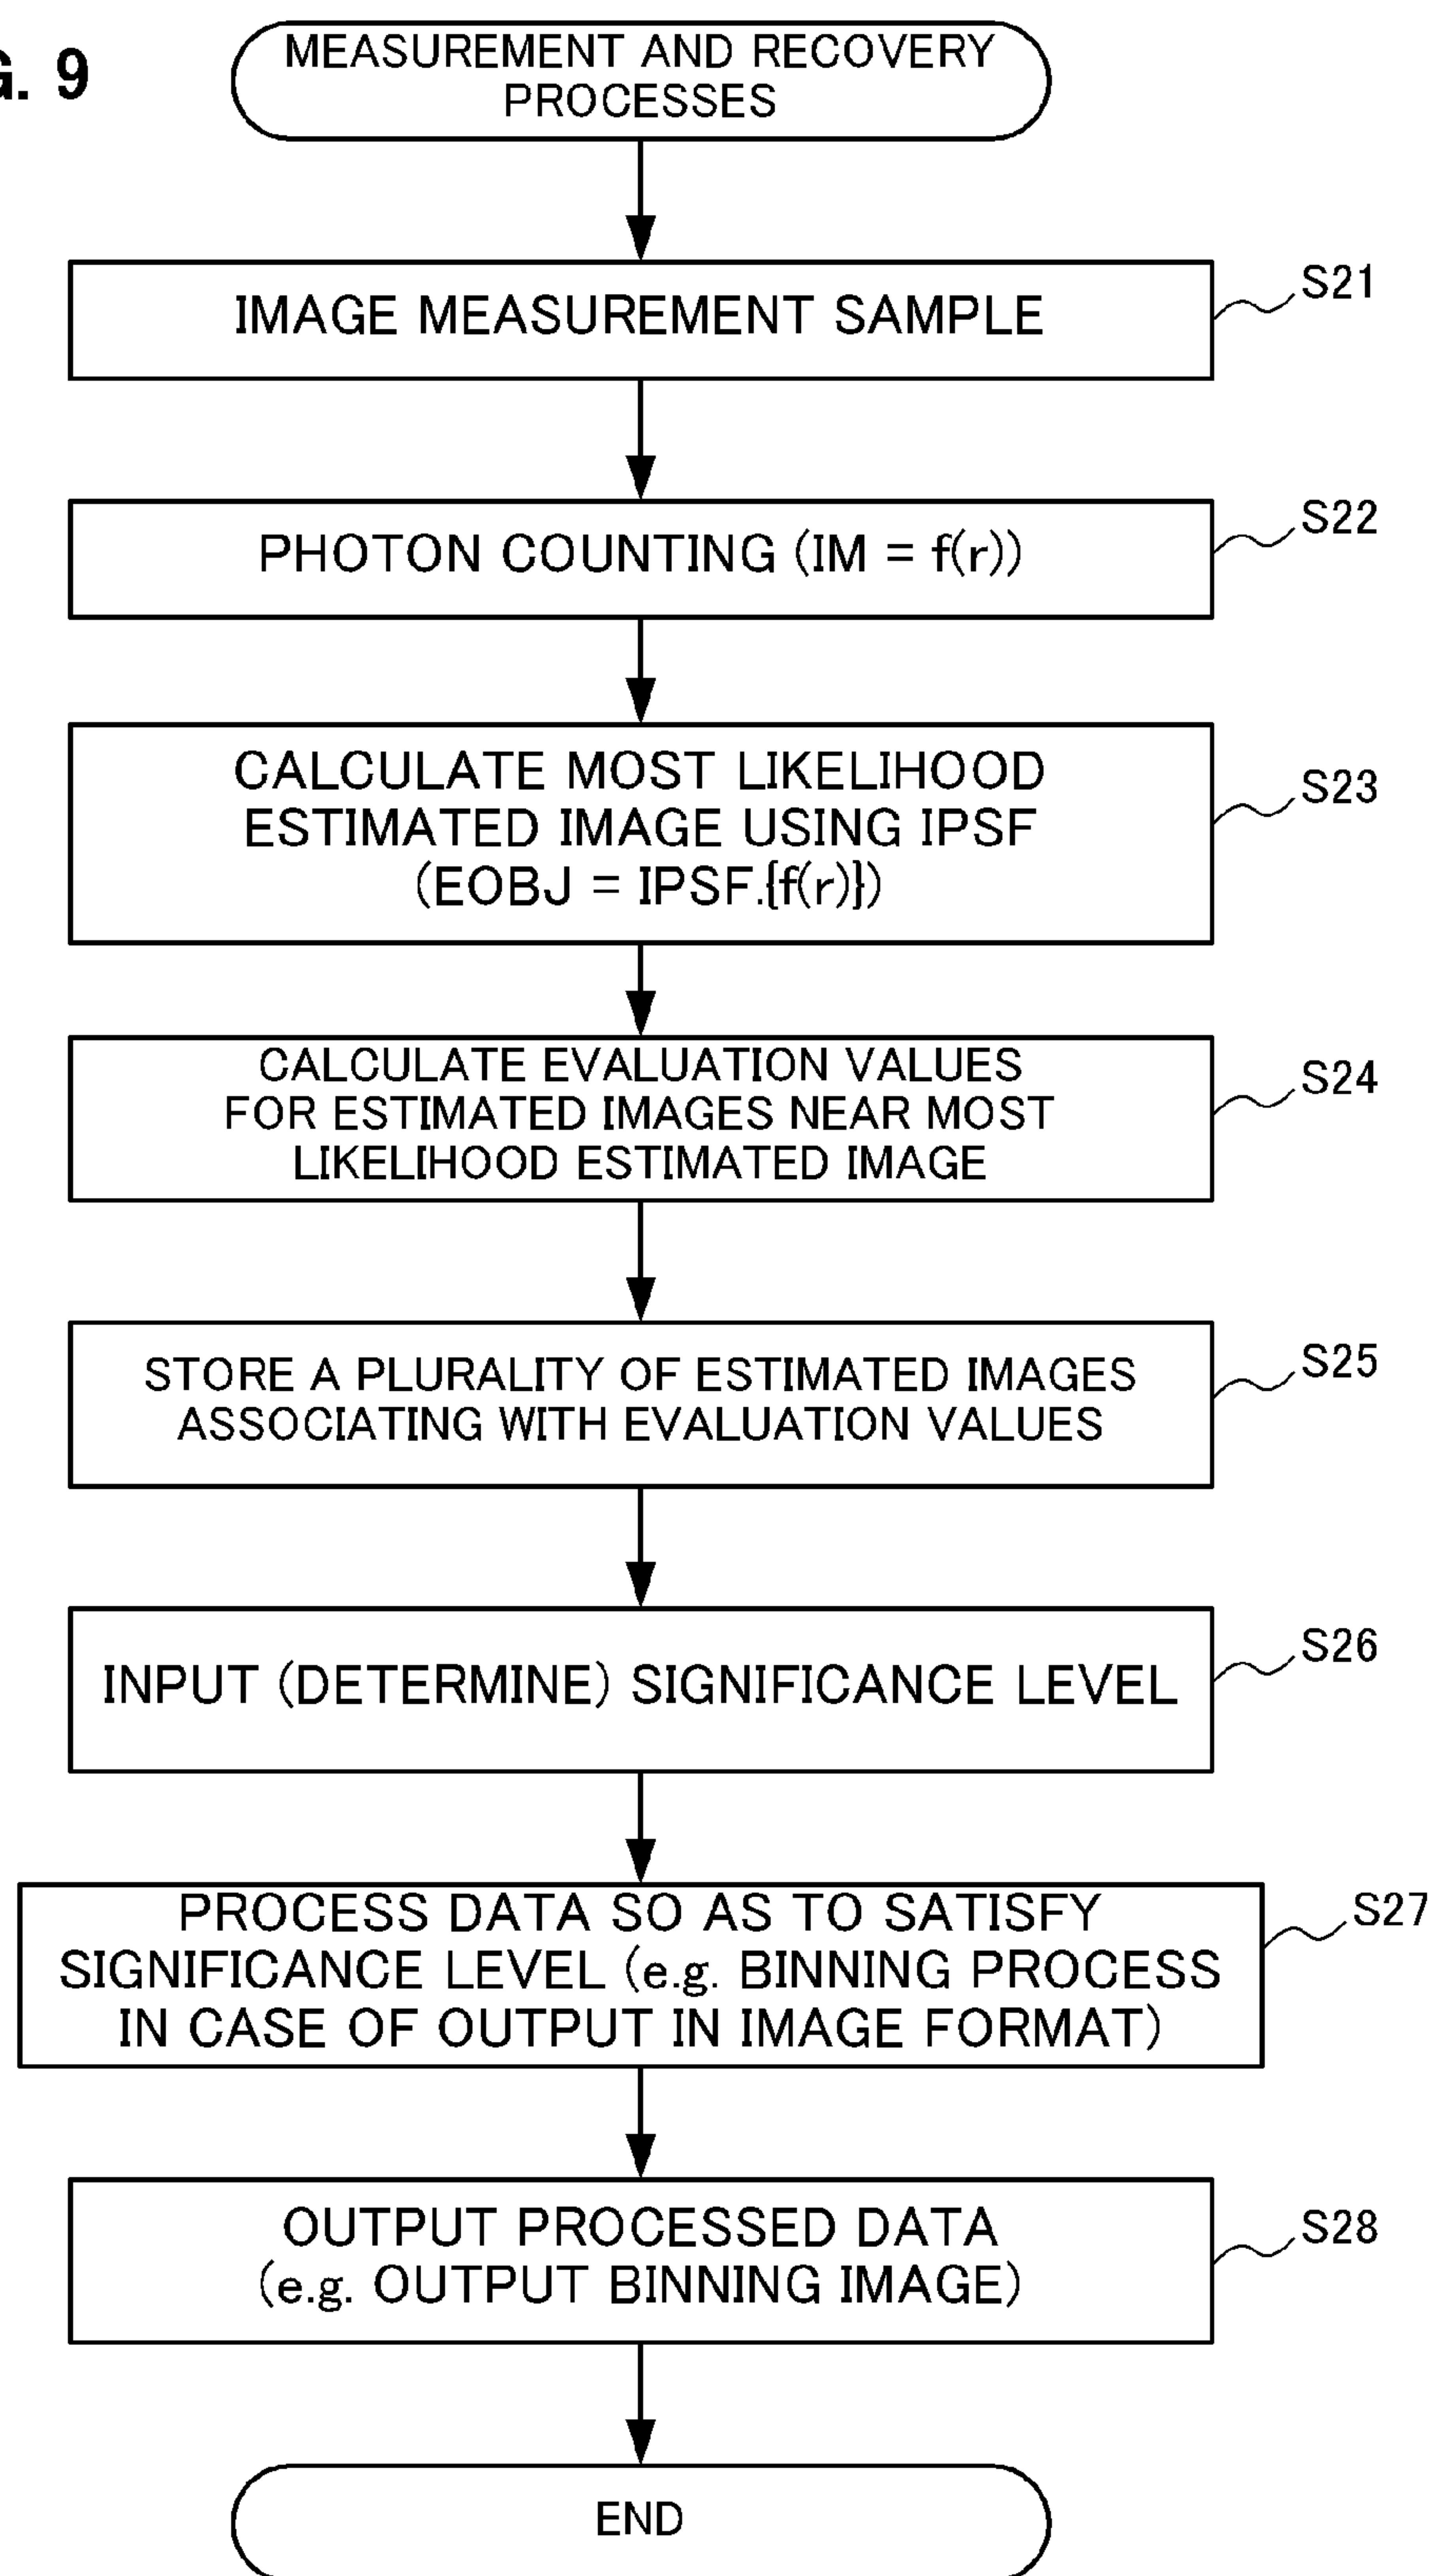 G. 9
MEASUREMENT AND RECOVERY
PROCESSES
IMAGE MEASUREMENT SAMPLE
S21
PHOTON COUNTING (IM = f(r))
S22
CALCULATE MOST LIKELIHOOD
ESTIMATED IMAGE USING IPSF
(EOBJ = IPSF.{f(r)})
S23
CALCULATE EVALUATION VALUES
FOR ESTIMATED IMAGES NEAR MOST
LIKELIHOOD ESTIMATED IMAGE
S24
STORE A PLURALITY OF ESTIMATED IMAGES
ASSOCIATING WITH EVALUATION VALUES
S25
INPUT (DETERMINE) SIGNIFICANCE LEVEL
S26
PROCESS DATA SO AS TO SATISFY
SIGNIFICANCE LEVEL (e.g. BINNING PROCESS
IN CASE OF OUTPUT IN IMAGE FORMAT)
S27
OUTPUT PROCESSED DATA
(e.g. OUTPUT BINNING IMAGE)
S28
END